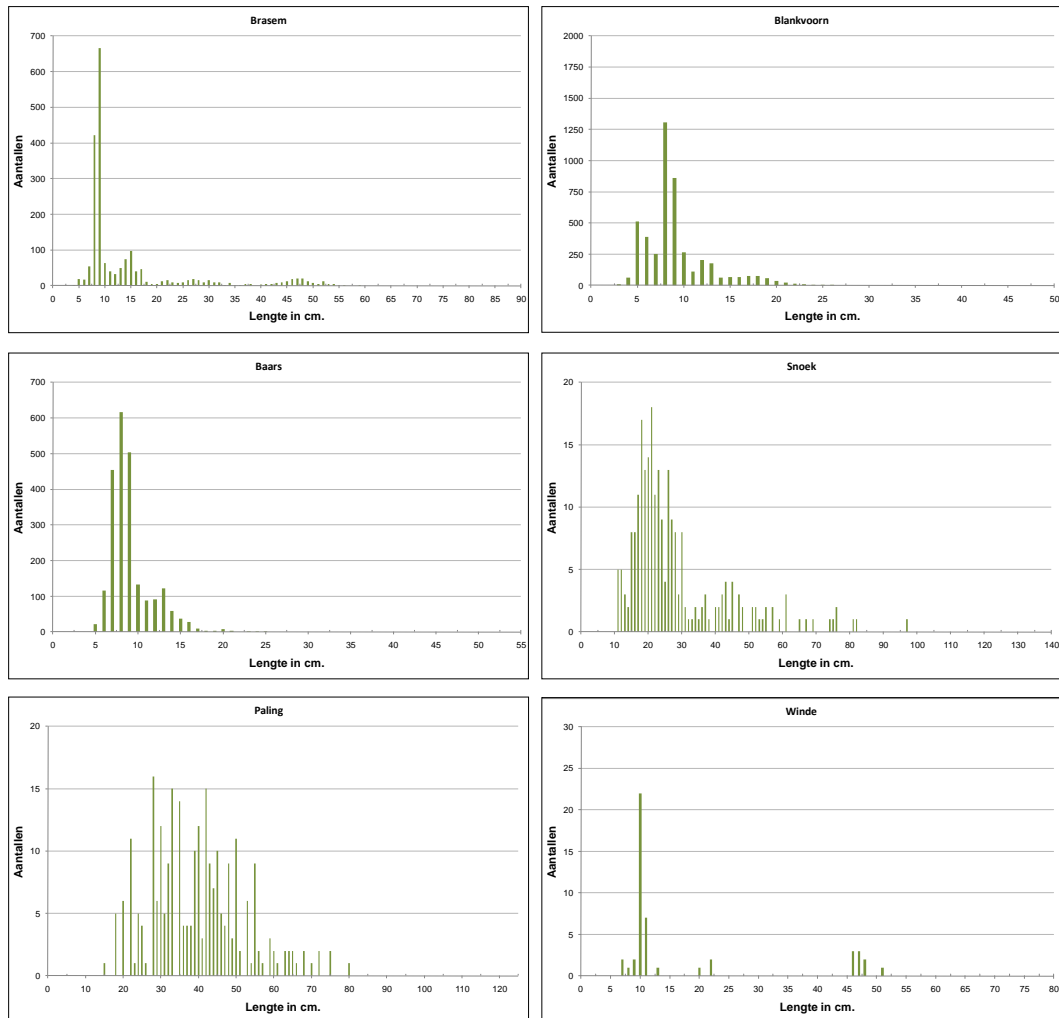 Brasem
700
600
500
400
300
200
100
0
Aantallen
0 5 10 15 20 25 30 35 40 45 50 55 60 65 70 75 80 85 90
Lengte in cm.
Blankvoorn
2000
1750
1500
1250
1000
750
500
250
0
Aantallen
0 5 10 15 20 25 30 35 40 45 50
Lengte in cm.
Baars
700
600
500
400
300
200
100
0
Aantallen
0 5 10 15 20 25 30 35 40 45 50 55
Lengte in cm.
Snoek
20
15
10
5
0
Aantallen
0 10 20 30 40 50 60 70 80 90 100 110 120 130 140
Lengte in cm.
Paling
20
15
10
5
0
Aantallen
0 10 20 30 40 50 60 70 80 90 100 110 120
Lengte in cm.
Winde
30
25
20
15
10
5
0
Aantallen
0 5 10 15 20 25 30 35 40 45 50 55 60 65 70 75 80
Lengte in cm.